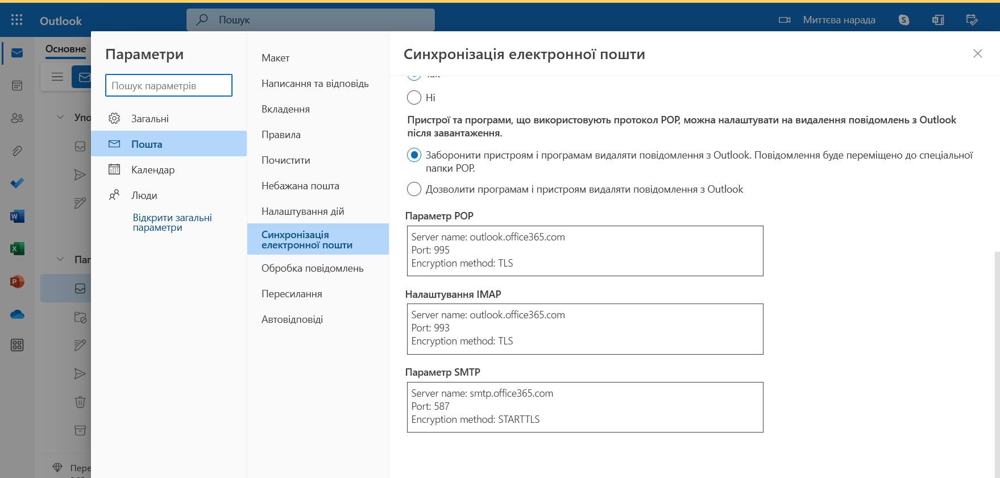 Outlook
Пошук
Миттєва нарада
Основне
Параметри
Пошук параметрів
Загальні
Пошта
Календар
Люди
Відкрити загальні
параметри
Макет
Написання та відповідь
Вкладення
Правила
Почистити
Небажана пошта
Налаштування дій
Синхронізація
електронної пошти
Обробка повідомлень
Пересилання
Автовідповіді
Синхронізація електронної пошти
Так
Ні
Пристрої та програми, що використовують протокол POP, можна налаштувати на видалення повідомлень з Outlook
після завантаження.
Заборонити пристроям і програмам видаляти повідомлення з Outlook. Повідомлення буде переміщено до спеціальної
папки POP.
Дозволити програмам і пристроям видаляти повідомлення з Outlook
Параметр POP
Server name: outlook.office365.com
Port: 995
Encryption method: TLS
Налаштування IMAP
Server name: outlook.office365.com
Port: 993
Encryption method: TLS
Параметр SMTP
Server name: smtp.office365.com
Port: 587
Encryption method: STARTTLS